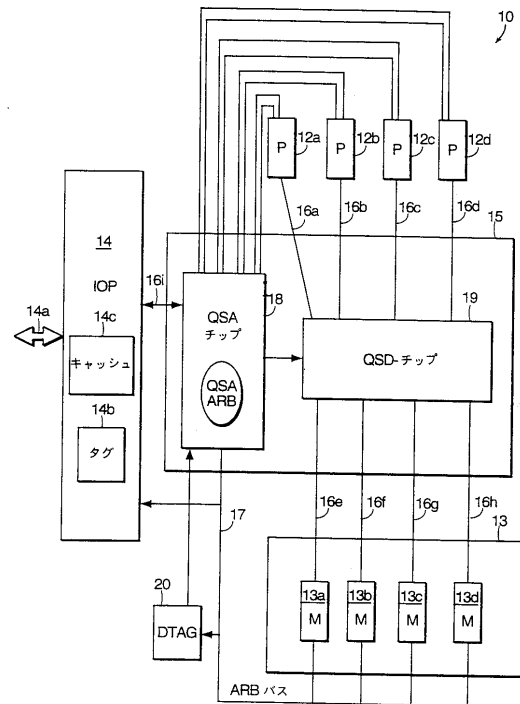 10
P
P
P
P
12a
12b
12c
12d
16a
16b
16c
16d
15
14
IOP
14a
14c
キャッシュ
14b
タグ
16i
QSA
チップ
QSA
ARB
18
19
QSD-チップ
17
16e
16f
16g
16h
13
13a
M
13b
M
13c
M
13d
M
20
DTAG
ARB バス